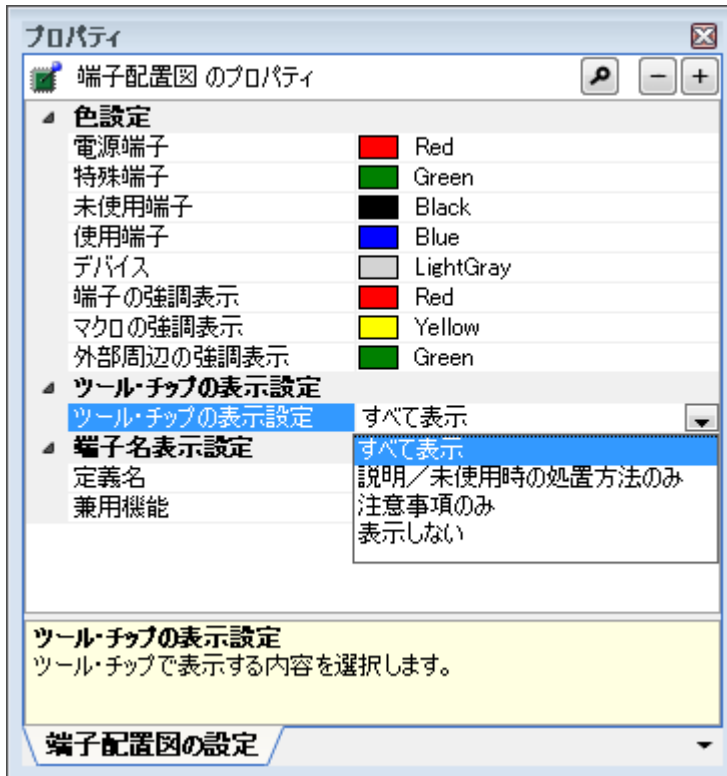 プロパティ
端子配置図 のプロパティ
色設定
電源端子 Red
特殊端子 Green
未使用端子 Black
使用端子 Blue
デバイス LightGray
端子の強調表示 Red
マクロの強調表示 Yellow
外部周辺の強調表示 Green
ツール・チップの表示設定
ツール・チップの表示設定 すべて表示
端子名表示設定 すべて表示
定義名 説明／未使用時の処置方法のみ
兼用機能 注意事項のみ
表示しない
ツール・チップの表示設定
ツール・チップで表示する内容を選択します。
端子配置図の設定